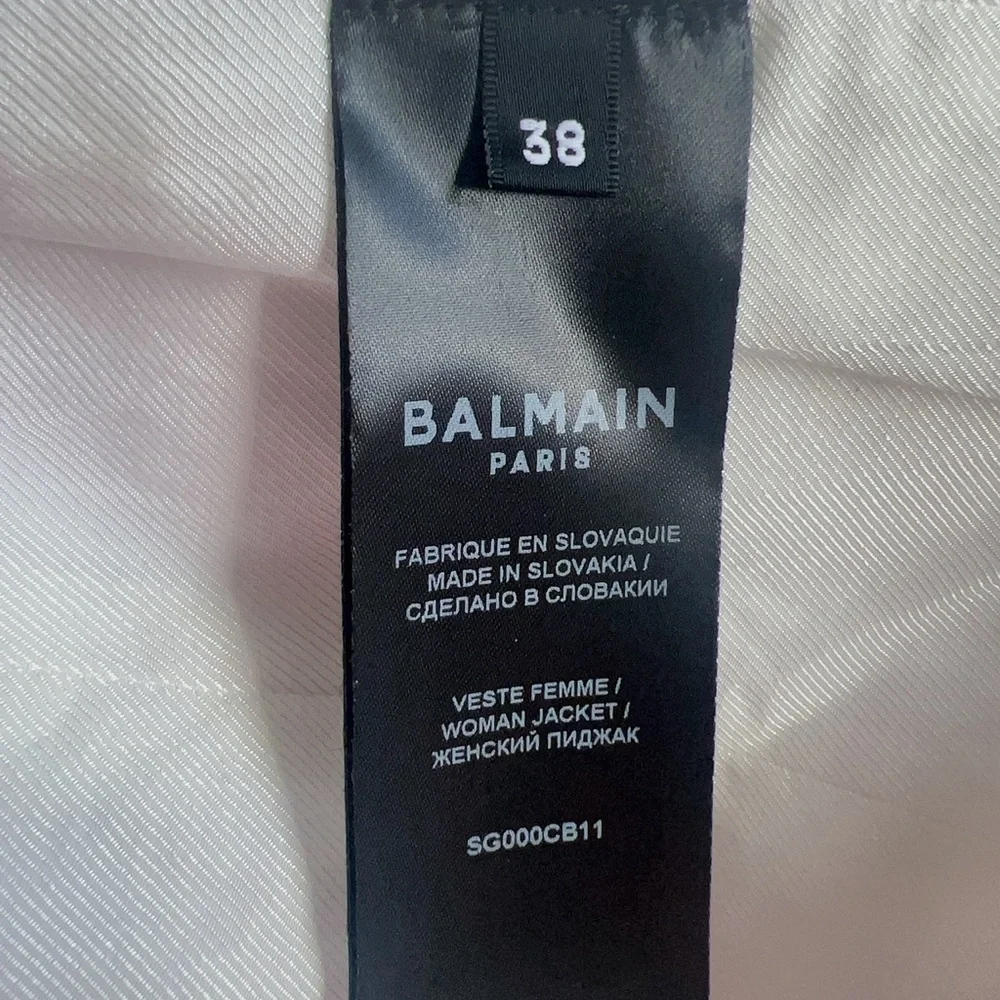 38
BALMAIN
PARIS
FABRIQUE EN SLOVAQUIE
MADE IN SLOVAKIA /
СДЕЛАНО В СЛОВАКИИ
VESTE FEMME /
WOMAN JACKET /
ЖЕНСКИЙ ПИДЖАК
SG000CB11